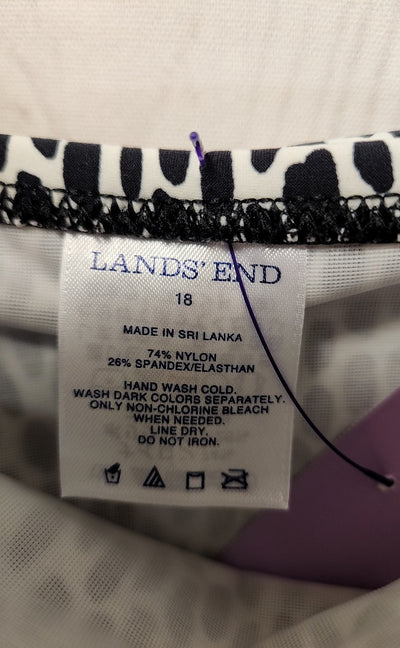 LANDS' END
18
MADE IN SRI LANKA
74% NYLON
26% SPANDEX/ELASTHAN
HAND WASH COLD.
WASH DARK COLORS SEPARATELY.
ONLY NON-CHLORINE BLEACH
WHEN NEEDED.
LINE DRY.
DO NOT IRON.